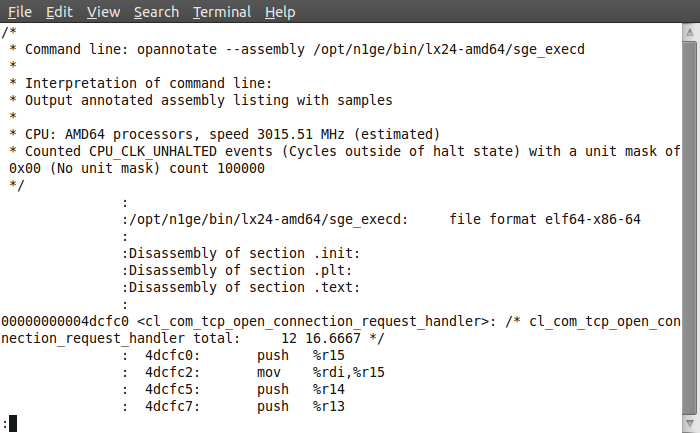 File Edit View Search Terminal Help
/*
 * Command line: opannotate --assembly /opt/n1ge/bin/lx24-amd64/sge_execd
 *
 * Interpretation of command line:
 * Output annotated assembly listing with samples
 *
 * CPU: AMD64 processors, speed 3015.51 MHz (estimated)
 * Counted CPU_CLK_UNHALTED events (Cycles outside of halt state) with a unit mask of
 0x00 (No unit mask) count 100000
 */
               :
               :/opt/n1ge/bin/lx24-amd64/sge_execd:     file format elf64-x86-64
               :
               :Disassembly of section .init:
               :Disassembly of section .plt:
               :Disassembly of section .text:
               :
00000000004dcfc0 <cl_com_tcp_open_connection_request_handler>: /* cl_com_tcp_open_con
nection_request_handler total:     12 16.6667 */
               :  4dcfc0:       push   %r15
               :  4dcfc2:       mov    %rdi,%r15
               :  4dcfc5:       push   %r14
               :  4dcfc7:       push   %r13
: